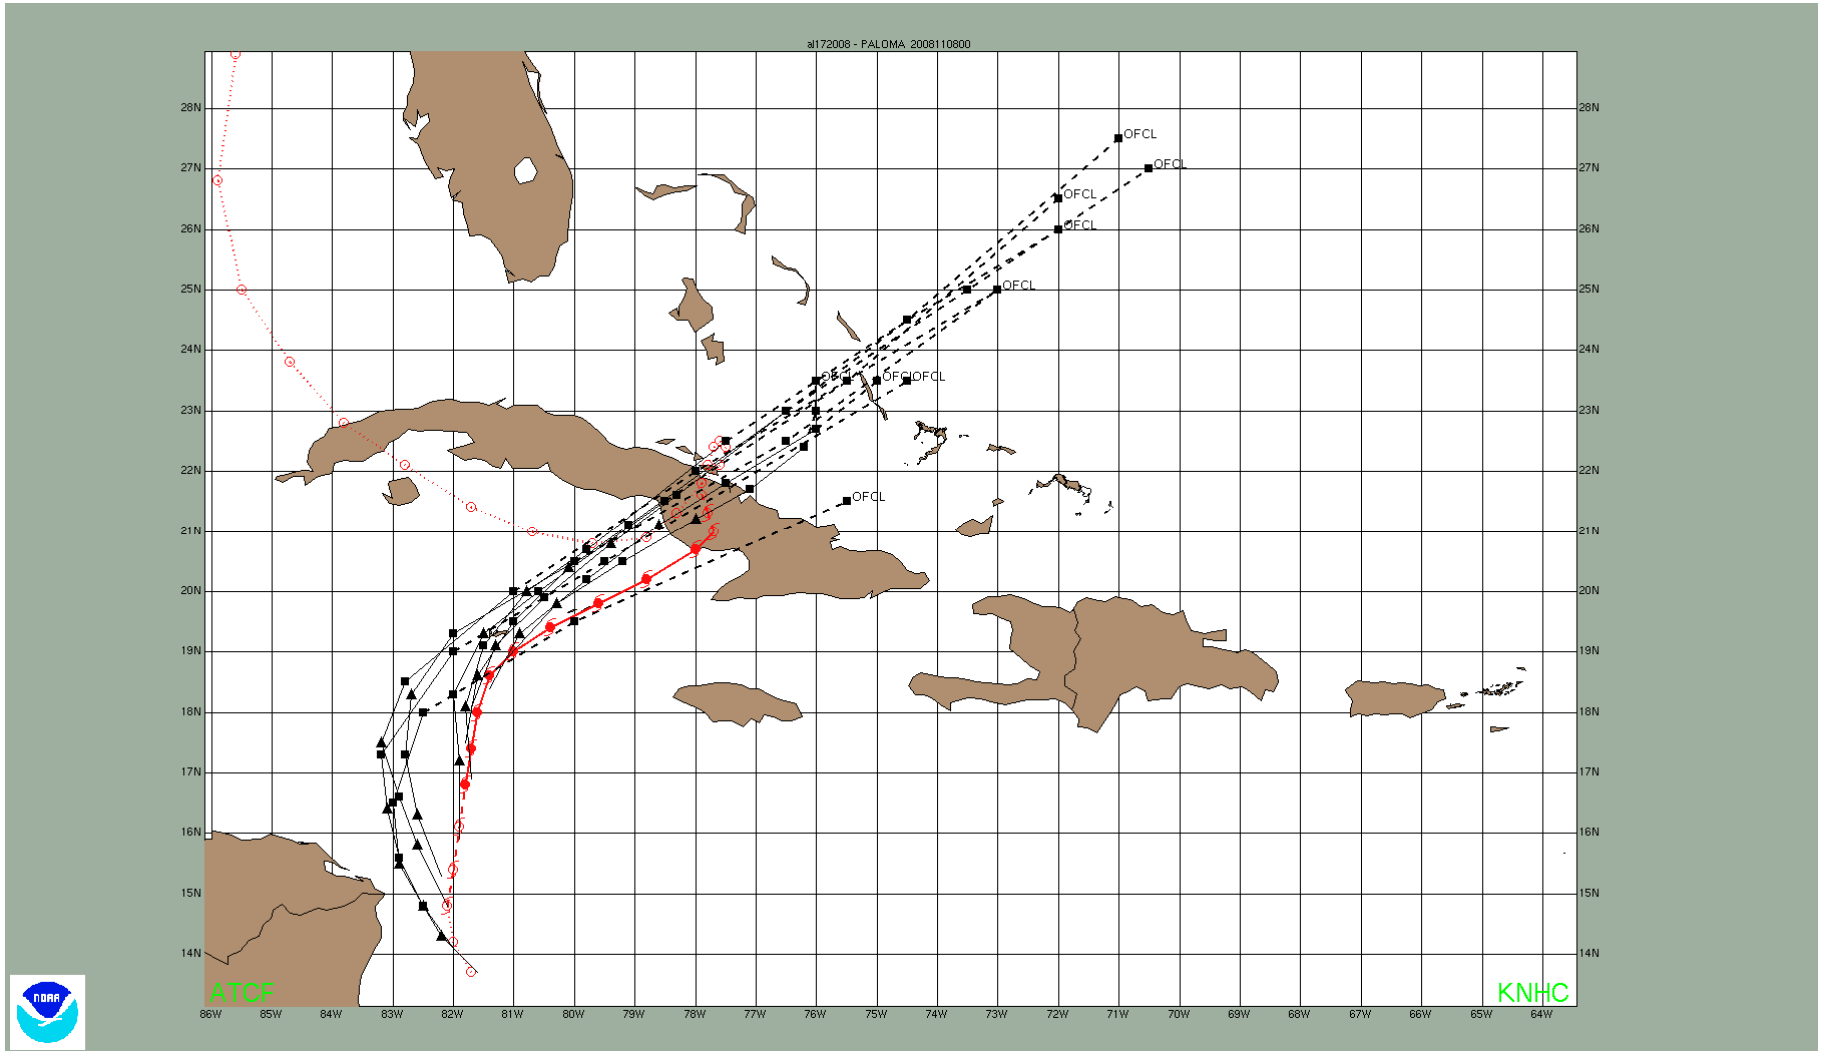 al172008 - PALOMA 2008110800
28N 28N
OFCL
27N OFCL 27N
OFCL
26N OFCL 26N
25N OFCL 25N
24N 24N
OFCL OFCL OFCL
23N 23N
22N 22N
OFCL
21N 21N
20N 20N
19N 19N
18N 18N
17N 17N
16N 16N
15N 15N
14N 14N
ATCF KNHC
noaa
86W 85W 84W 83W 82W 81W 80W 79W 78W 77W 76W 75W 74W 73W 72W 71W 70W 69W 68W 67W 66W 65W 64W